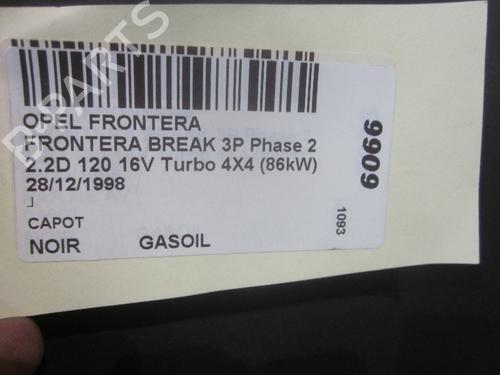 B-PARTS
OPEL FRONTERA
FRONTERA BREAK 3P Phase 2
2.2D 120 16V Turbo 4X4 (86kW)
28/12/1998
CAPOT
NOIR GASOIL
9909
1093